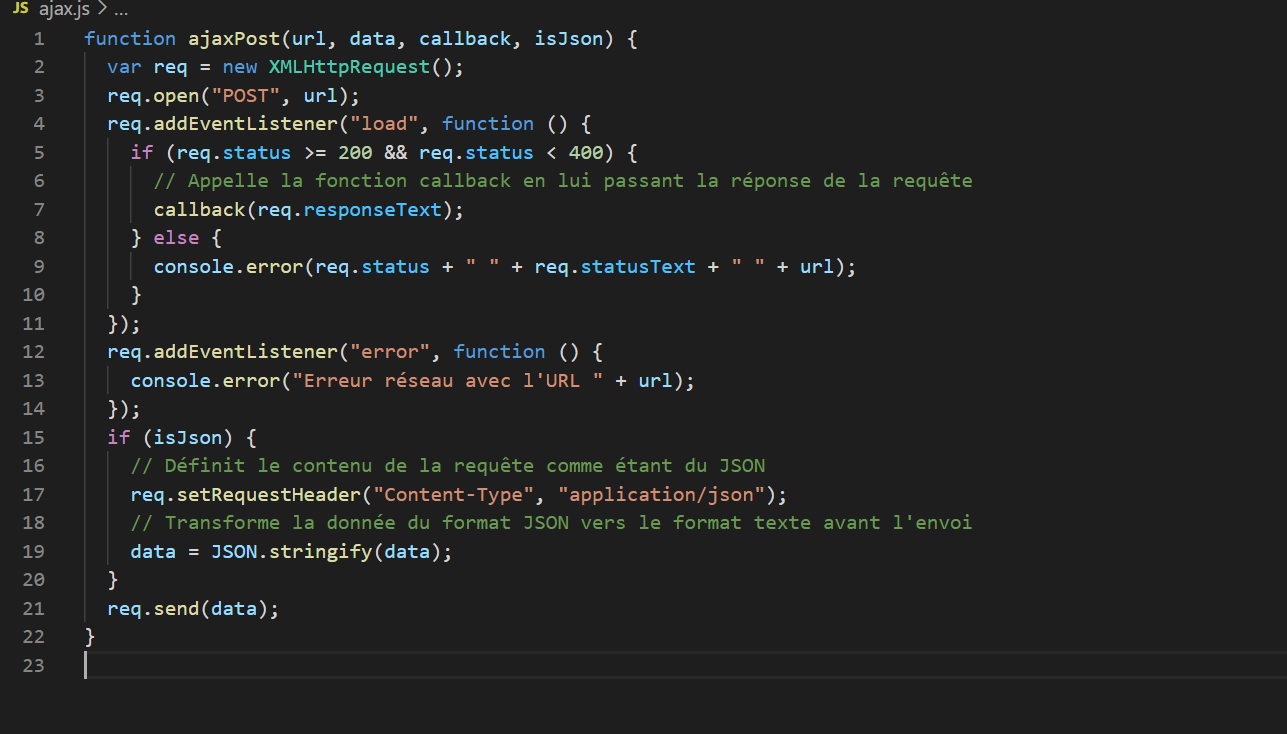 JS ajax.js > ...
1 function ajaxPost(url, data, callback, isJson) {
2   var req = new XMLHttpRequest();
3   req.open("POST", url);
4   req.addEventListener("load", function () {
5     if (req.status >= 200 && req.status < 400) {
6       // Appelle la fonction callback en lui passant la réponse de la requête
7       callback(req.responseText);
8     } else {
9       console.error(req.status + " " + req.statusText + " " + url);
10     }
11   });
12   req.addEventListener("error", function () {
13     console.error("Erreur réseau avec l'URL " + url);
14   });
15   if (isJson) {
16     // Définit le contenu de la requête comme étant du JSON
17     req.setRequestHeader("Content-Type", "application/json");
18     // Transforme la donnée du format JSON vers le format texte avant l'envoi
19     data = JSON.stringify(data);
20   }
21   req.send(data);
22 }
23